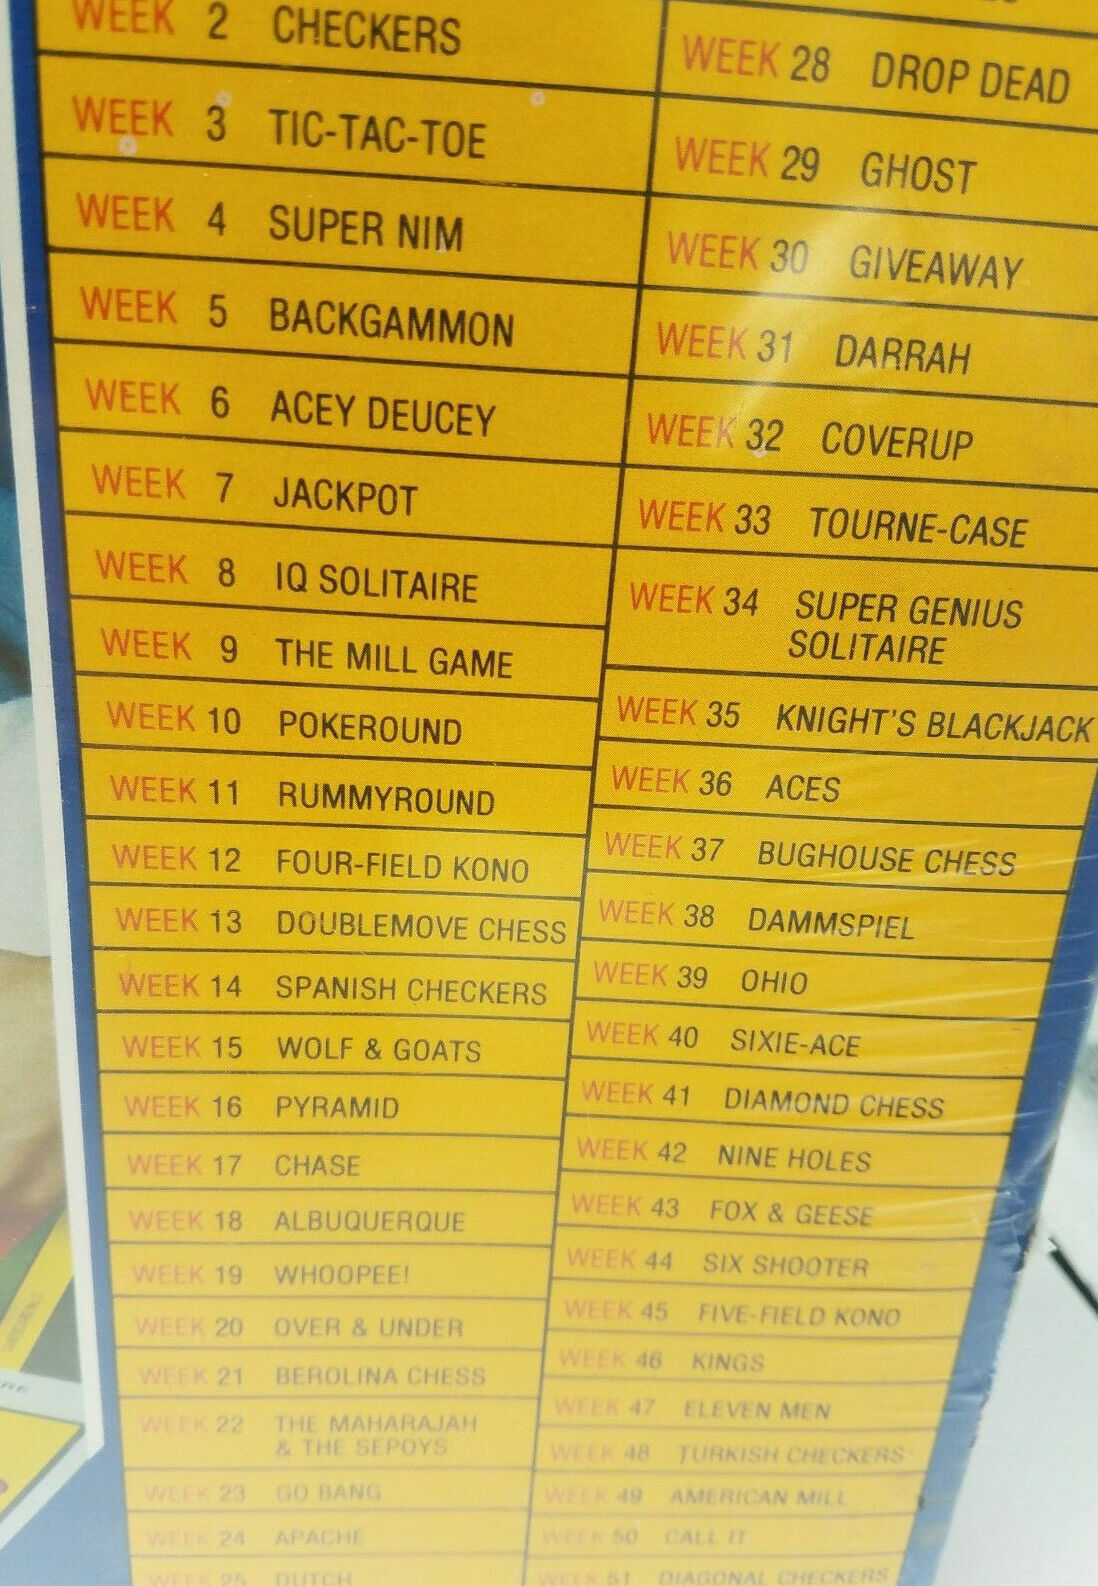 WEEK 2 CHECKERS
WEEK 3 TIC-TAC-TOE
WEEK 4 SUPER NIM
WEEK 5 BACKGAMMON
WEEK 6 ACEY DEUCEY
WEEK 7 JACKPOT
WEEK 8 IQ SOLITAIRE
WEEK 9 THE MILL GAME
WEEK 10 POKEROUND
WEEK 11 RUMMYROUND
WEEK 12 FOUR-FIELD KONO
WEEK 13 DOUBLEMOVE CHESS
WEEK 14 SPANISH CHECKERS
WEEK 15 WOLF & GOATS
WEEK 16 PYRAMID
WEEK 17 CHASE
WEEK 18 ALBUQUERQUE
WEEK 19 WHOOPEE!
WEEK 20 OVER & UNDER
WEEK 21 BEROLINA CHESS
WEEK 22 THE MAHARAJAH
& THE SEPOYS
WEEK 23 GO BANG
WEEK 24 APACHE
WEEK 25 DUTCH
WEEK 28 DROP DEAD
WEEK 29 GHOST
WEEK 30 GIVEAWAY
WEEK 31 DARRAH
WEEK 32 COVERUP
WEEK 33 TOURNE-CASE
WEEK 34 SUPER GENIUS
SOLITAIRE
WEEK 35 KNIGHT'S BLACKJACK
WEEK 36 ACES
WEEK 37 BUGHOUSE CHESS
WEEK 38 DAMMSPIEL
WEEK 39 OHIO
WEEK 40 SIXIE-ACE
WEEK 41 DIAMOND CHESS
WEEK 42 NINE HOLES
WEEK 43 FOX & GEESE
WEEK 44 SIX SHOOTER
WEEK 45 FIVE-FIELD KONO
WEEK 46 KINGS
WEEK 47 ELEVEN MEN
WEEK 48 TURKISH CHECKERS
WEEK 49 AMERICAN MILL
WEEK 50 CALL IT
WEEK 51 DIAGONAL CHECKERS